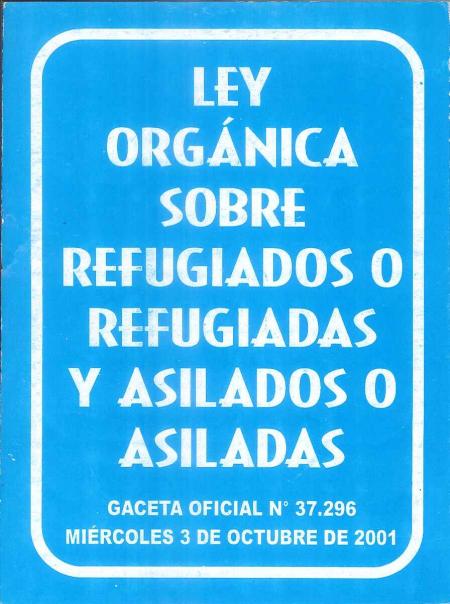 LEY
ORGÁNICA
SOBRE
REFUGIADOS O
REFUGIADAS
Y ASILADOS O
ASILADAS
GACETA OFICIAL N° 37.296
MIÉRCOLES 3 DE OCTUBRE DE 2001